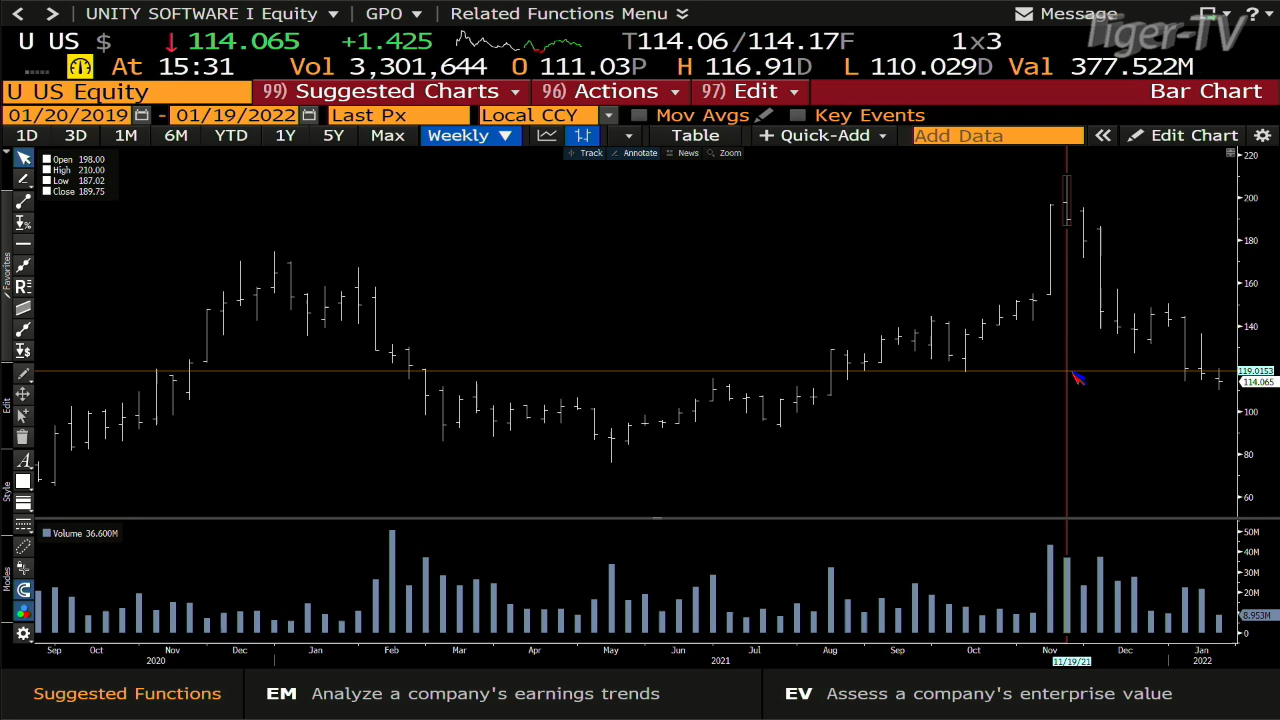 < > UNITY SOFTWARE I Equity GPO Related Functions Menu Message ?
Tiger-TV
U US $ 114.065 +1.425 T114.06/114.17F 1×3
At 15:31 Vol 3,301,644 O 111.03P H 116.91D L 110.029D Val 377.522M
U US Equity 99) Suggested Charts 96) Actions 97) Edit Bar Chart
01/20/2019 - 01/19/2022 Last Px Local CCY Mov Avgs Key Events
1D 3D 1M 6M YTD 1Y 5Y Max Weekly Table + Quick-Add Add Data Edit Chart
Track Annotate News Zoom
Open 198.00
High 210.00
Low 187.02
Close 189.75
220
200
180
160
140
119.0153
114.065
100
80
60
Favorites
Edit
Style
Modes
Volume 36.600M
50M
40M
30M
20M
8.953M
0
Sep Oct Nov Dec Jan Feb Mar Apr May Jun Jul Aug Sep Oct Nov Dec Jan
2020 2021 11/19/21 2022
Suggested Functions EM Analyze a company's earnings trends EV Assess a company's enterprise value